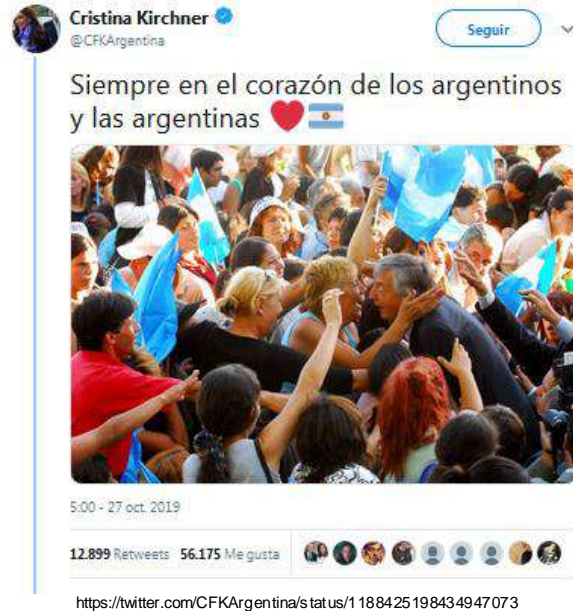 Cristina Kirchner
@CFKArgentina
Seguir
Siempre en el corazón de los argentinos
y las argentinas
5:00 - 27 oct. 2019
12.899 Retweets 56.175 Me gusta
https://twitter.com/CFKArgentina/status/1188425198434947073